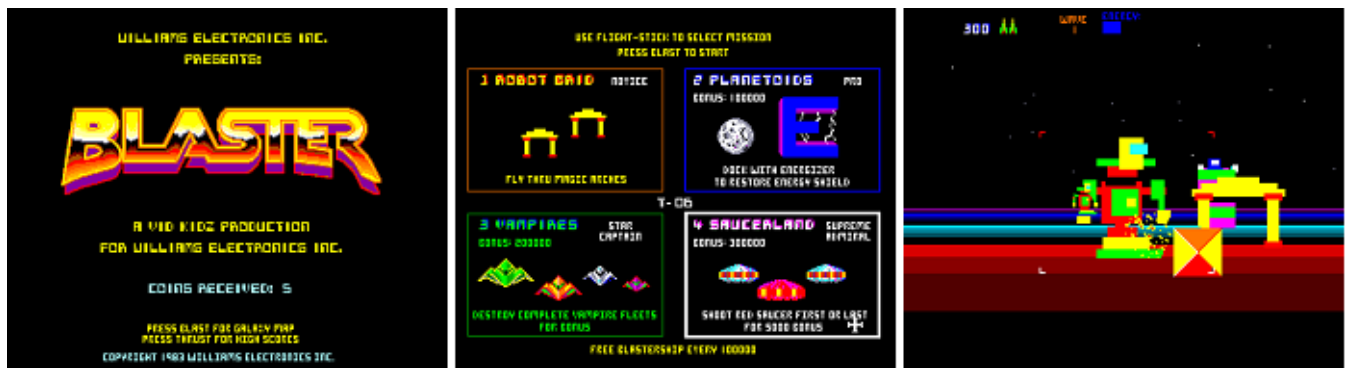 WILLIAMS ELECTRONICS INC.
PRESENTS:
BLASTER
A VID KIDZ PRODUCTION
FOR WILLIAMS ELECTRONICS INC.
COINS RECEIVED: 5
PRESS BLAST FOR GALAXY MAP
PRESS THRUST FOR HIGH SCORES
COPYRIGHT 1983 WILLIAMS ELECTRONICS INC.
USE FLIGHT-STICK TO SELECT MISSION
PRESS BLAST TO START
1 ROBOT GRID NOVICE
FLY THRU MAGIC ARCHES
2 PLANETOIDS PRO
BONUS: 100000
E
DOCK WITH ENERGIZER
TO RESTORE ENERGY SHIELD
T-06
3 VAMPIRES STAR
BONUS: 200000 CAPTAIN
DESTROY COMPLETE VAMPIRE FLEETS
FOR BONUS
4 SAUCERLAND SUPREME
BONUS: 300000 ADMIRAL
SHOOT RED SAUCER FIRST OR LAST
FOR 5000 BONUS
FREE BLASTERSHIP EVERY 100000
300 WAVE ENERGY
1